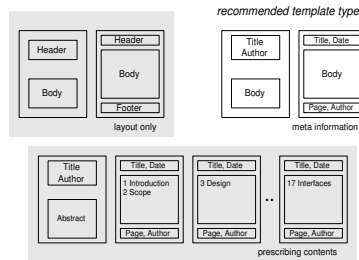 recommended template type
Header
Body
Header
Body
Footer
layout only
Title
Author
Body
Title, Date
Body
Page, Author
meta information
Title
Author
Abstract
Title, Date
1 Introduction
2 Scope
Page, Author
Title, Date
3 Design
Page, Author
..
Title, Date
17 Interfaces
Page, Author
prescribing contents